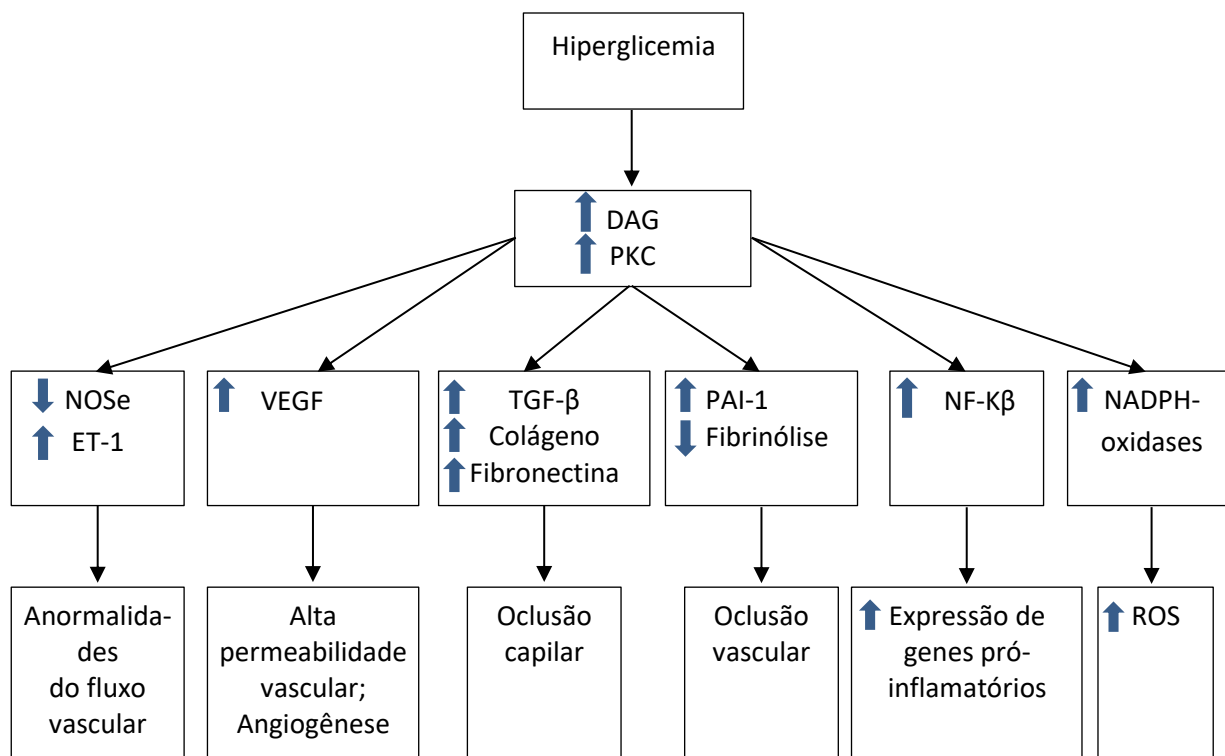 Hiperglicemia
DAG
PKC
NOSe
ET-1
VEGF
TGF-β
Colágeno
Fibronectina
PAI-1
Fibrinólise
NF-Kβ
NADPH-
oxidases
Anormalida-
des
do fluxo
vascular
Alta
permeabilidade
vascular;
Angiogênese
Oclusão
capilar
Oclusão
vascular
Expressão de
genes pró-
inflamatórios
ROS